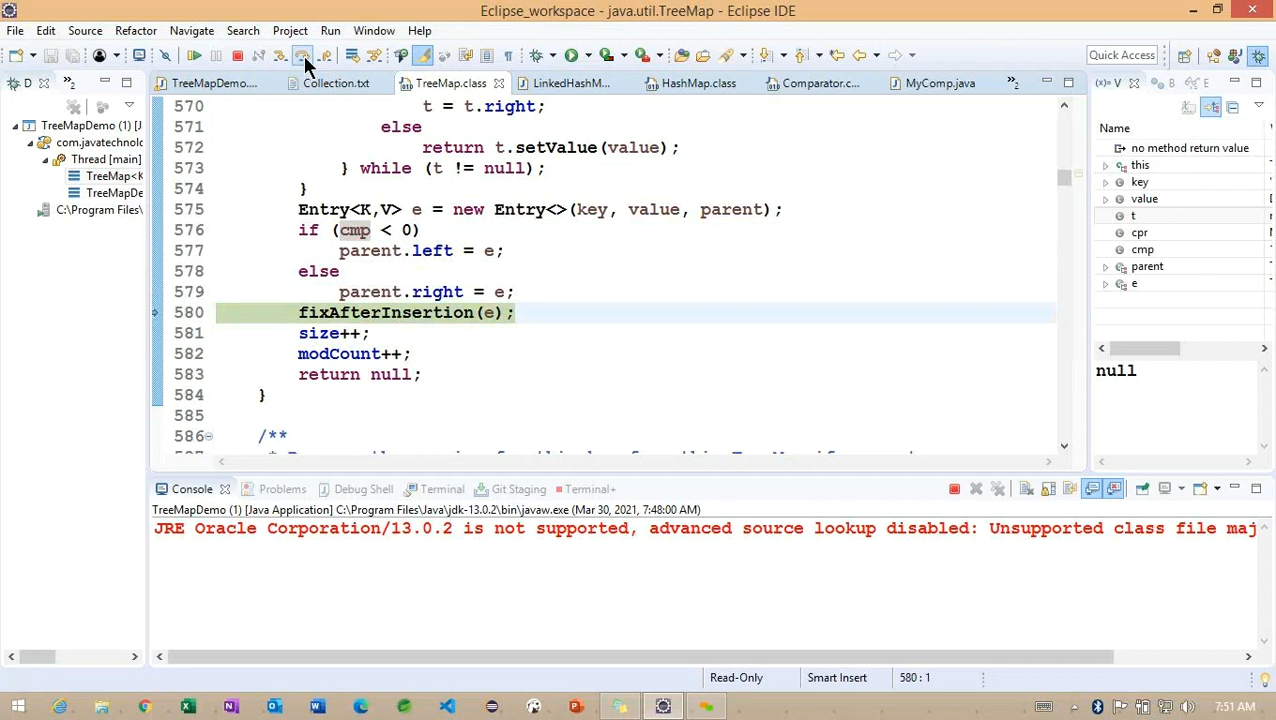 Eclipse_workspace - java.util.TreeMap - Eclipse IDE
File Edit Source Refactor Navigate Search Project Run Window Help
Quick Access
D
TreeMapDemo....
Collection.txt
TreeMap.class
LinkedHashM...
HashMap.class
Comparator.c...
MyComp.java
2
V
B
E
TreeMapDemo (1) [J
com.javatechnolo
Thread [main]
TreeMap<K
TreeMapDe
C:\Program Files\
570 t = t.right;
571 else
572 return t.setValue(value);
573 } while (t != null);
574 }
575 Entry<K,V> e = new Entry<>(key, value, parent);
576 if (cmp < 0)
577 parent.left = e;
578 else
579 parent.right = e;
580 fixAfterInsertion(e);
581 size++;
582 modCount++;
583 return null;
584 }
585
586 /**
Name
no method return value
this
key
value
t
cpr
cmp
parent
e
null
Console
Problems
Debug Shell
Terminal
Git Staging
Terminal+
TreeMapDemo (1) [Java Application] C:\Program Files\Java\jdk-13.0.2\bin\javaw.exe (Mar 30, 2021, 7:48:00 AM)
JRE Oracle Corporation/13.0.2 is not supported, advanced source lookup disabled: Unsupported class file maj
Read-Only
Smart Insert
580 : 1
7:51 AM